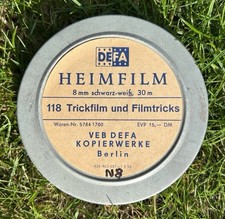 DEFA
HEIMFILM
8 mm schwarz-weiß, 30 m
118 Trickfilm und Filmtricks
Waren-Nr. 5784 1700 EVP 15,— DM
VEB DEFA
KOPIERWERKE
Berlin
N8